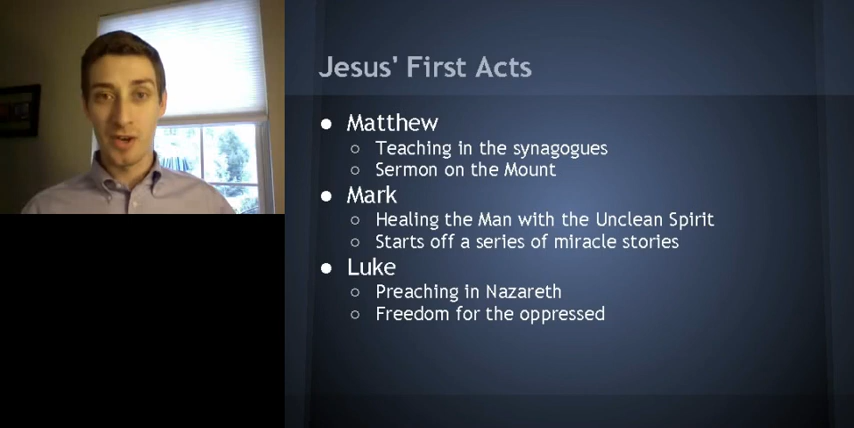 Jesus' First Acts
● Matthew
○ Teaching in the synagogues
○ Sermon on the Mount
● Mark
○ Healing the Man with the Unclean Spirit
○ Starts off a series of miracle stories
● Luke
○ Preaching in Nazareth
○ Freedom for the oppressed